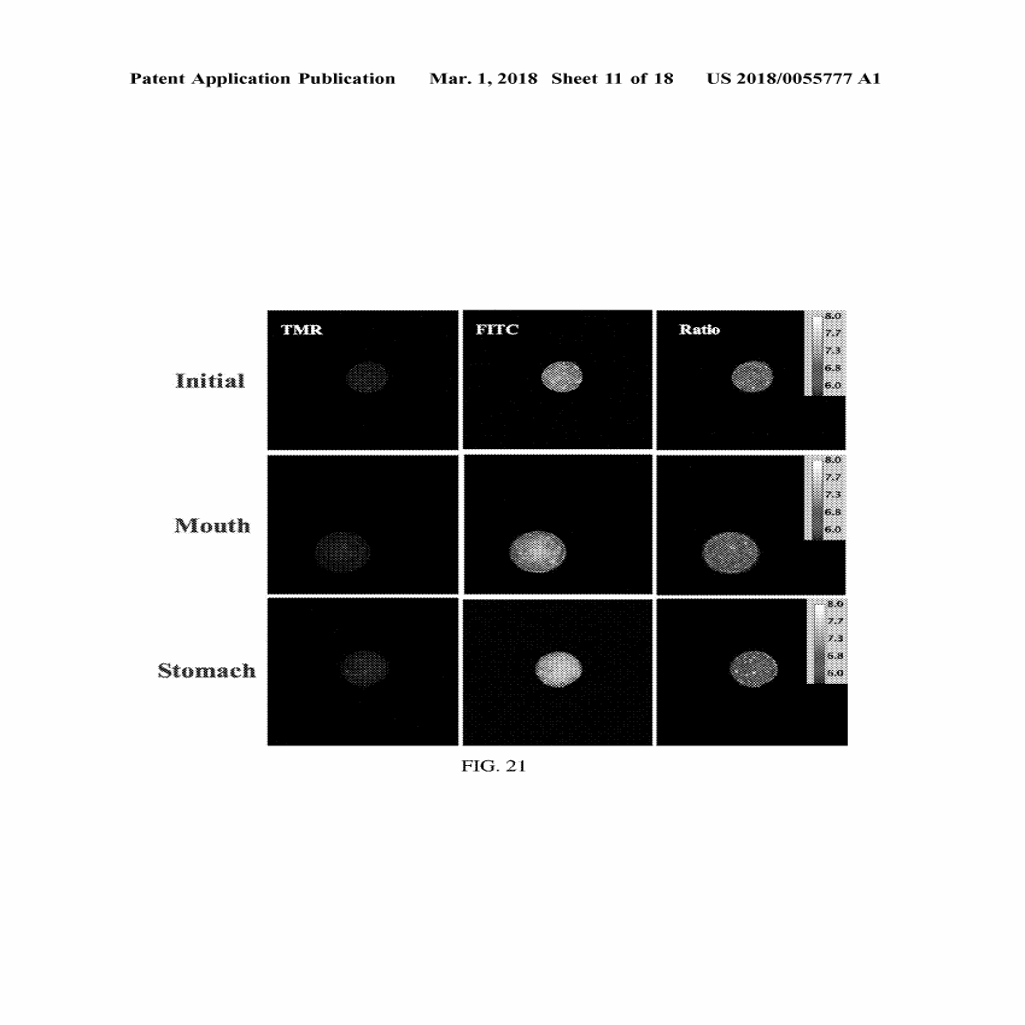 Patent Application Publication Mar. 1, 2018 Sheet 11 of 18 US 2018/0055777 A1
TMR FITC Ratio
8.0
7.7
7.3
6.8
6.0
Initial
8.0
7.7
7.3
6.8
6.0
Mouth
8.0
7.7
7.3
6.8
6.0
Stomach
FIG. 21